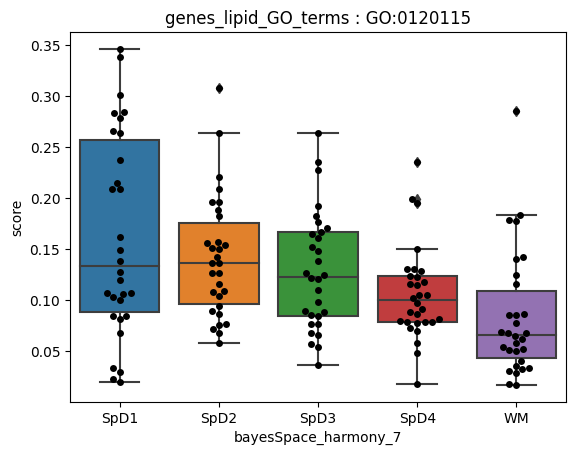 genes_lipid_GO_terms : GO:0120115
0.35
0.30
0.25
0.20
0.15
0.10
0.05
score
SpD1 SpD2 SpD3 SpD4 WM
bayesSpace_harmony_7